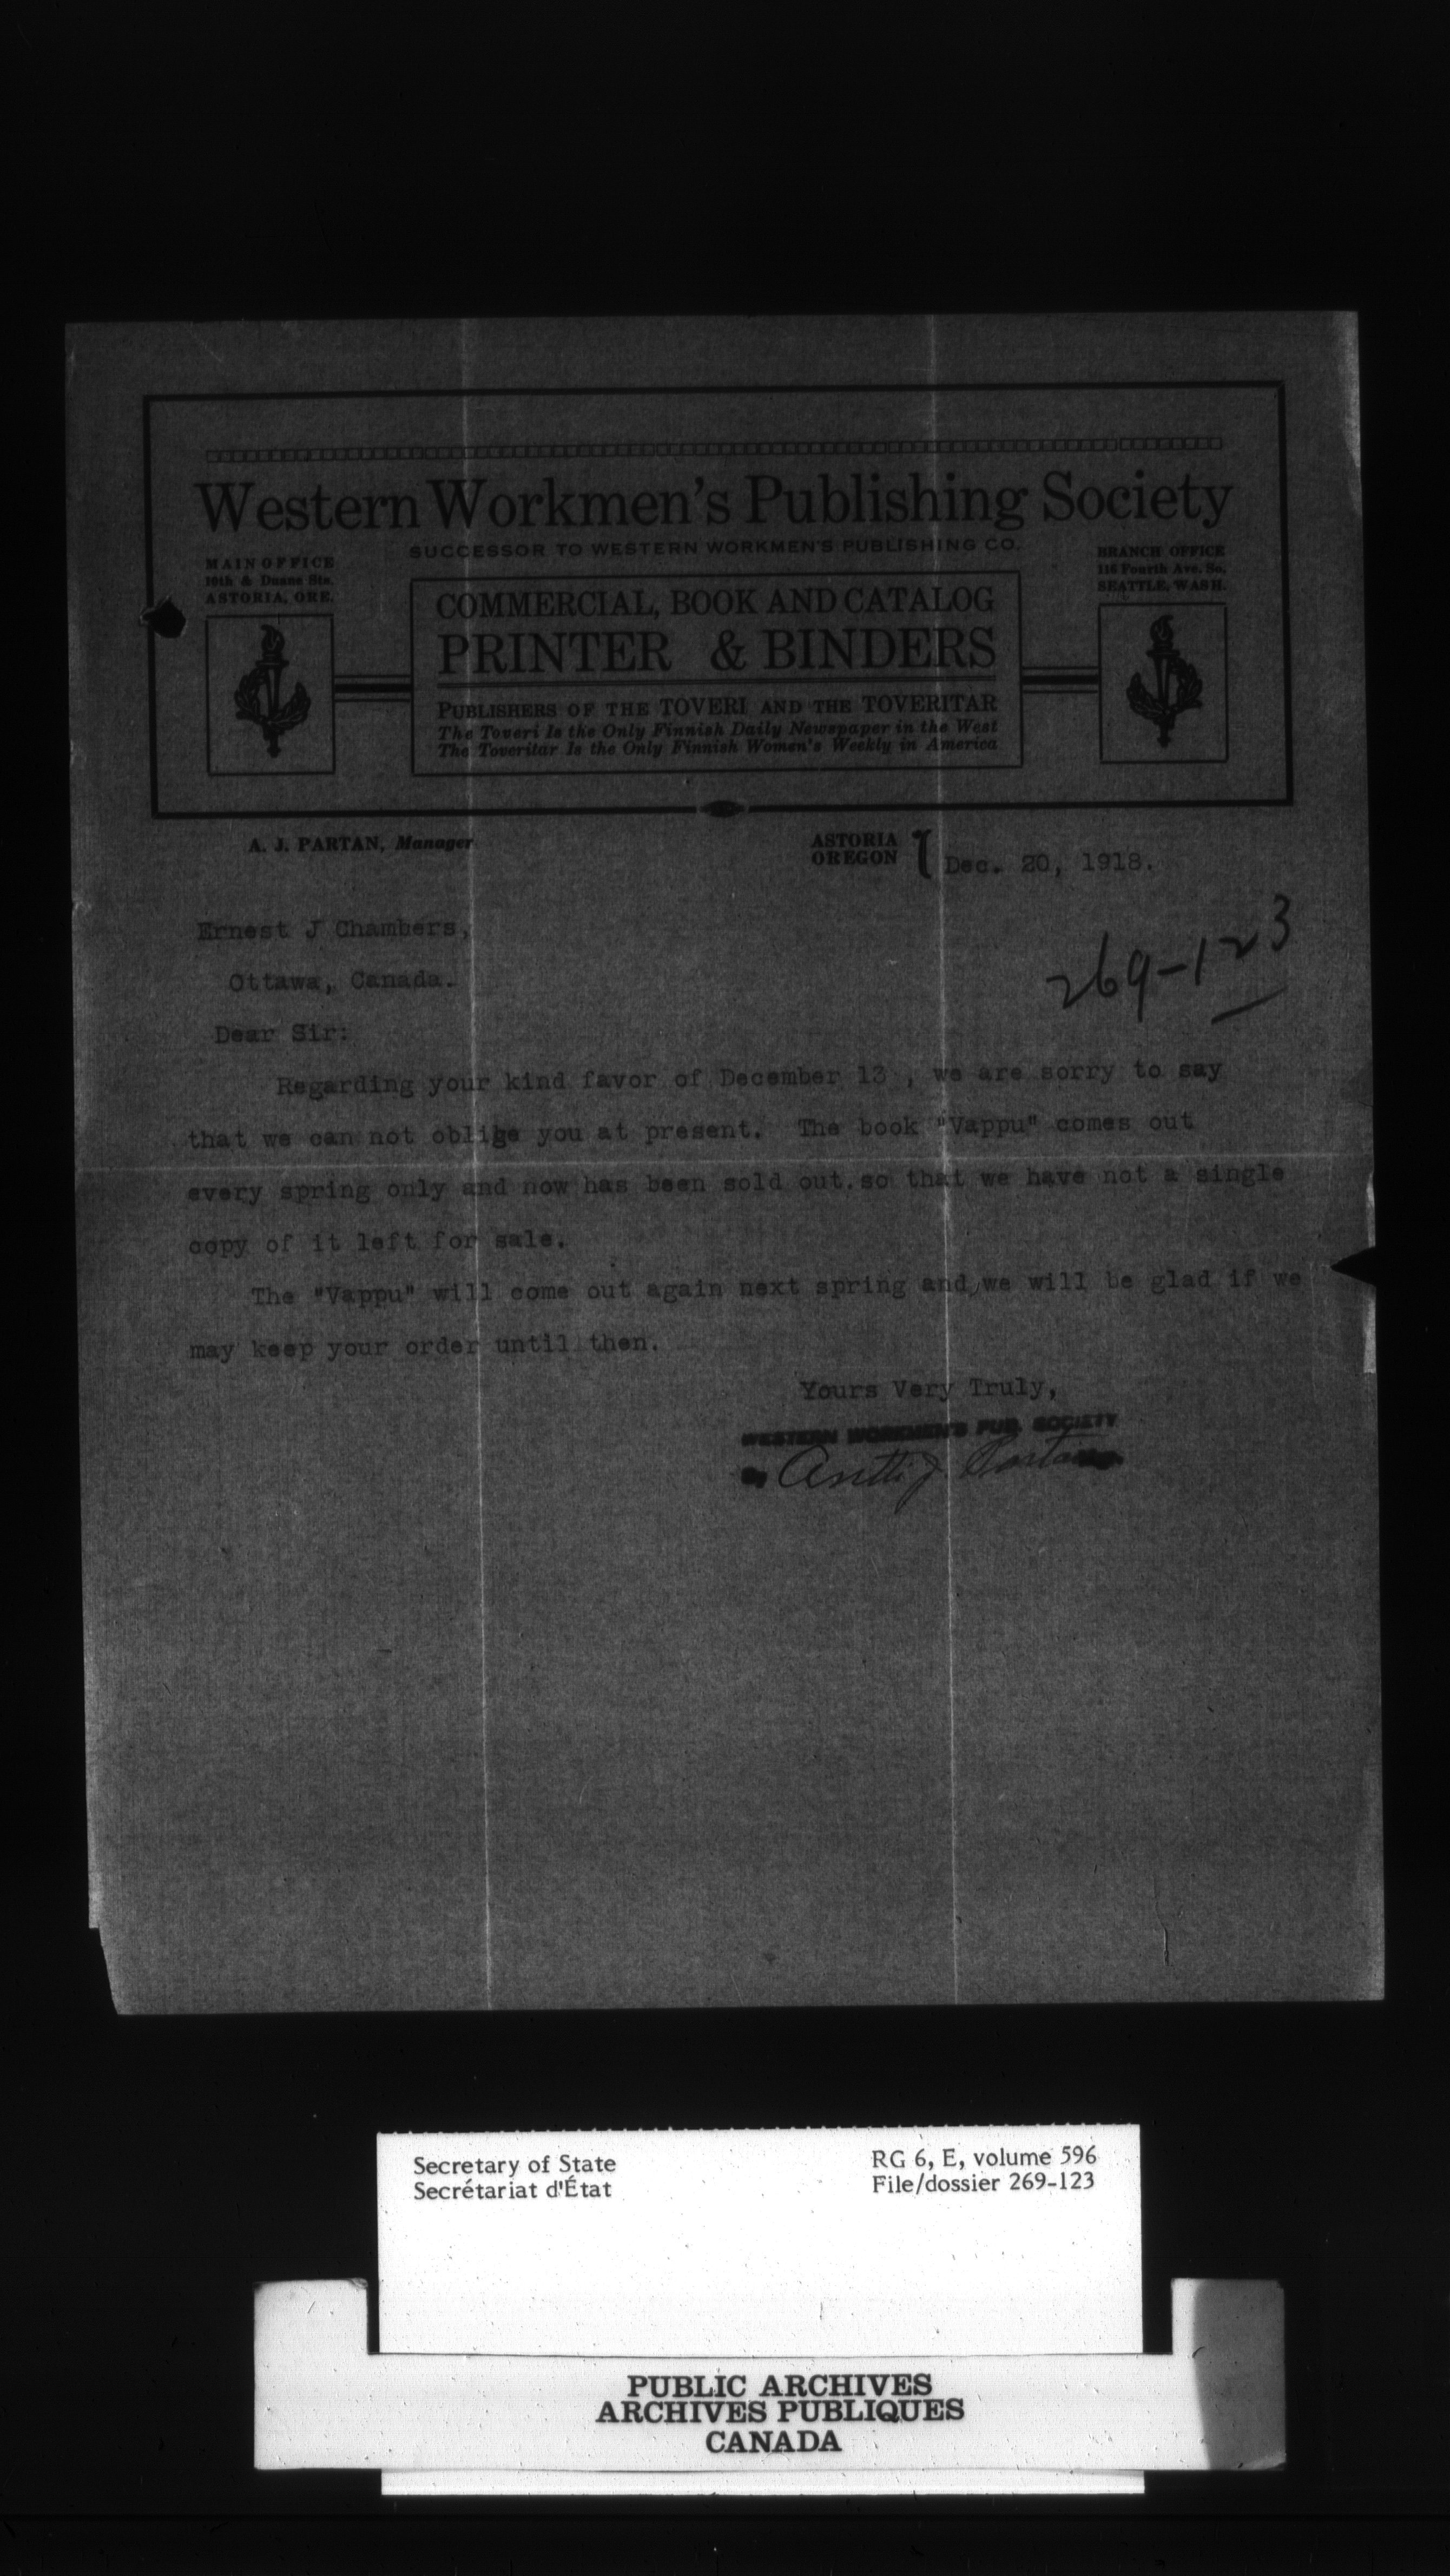 Western Workmen's Publishing Society
SUCCESSOR TO WESTERN WORKMEN'S PUBLISHING CO.
MAIN OFFICE
10th & Duane Sts.
ASTORIA, ORE.
BRANCH OFFICE
116 Fourth Ave. So.
SEATTLE, WASH.
COMMERCIAL, BOOK AND CATALOG
PRINTER & BINDERS
PUBLISHERS OF THE TOVERI AND THE TOVERITAR
The Toveri Is the Only Finnish Daily Newspaper in the West
The Toveritar Is the Only Finnish Women's Weekly in America
A. J. PARTAN, Manager
ASTORIA
OREGON
Dec. 20, 1918.
269-123
Ernest J Chambers,
Ottawa, Canada.
Dear Sir:
Regarding your kind favor of December 13 , we are sorry to say
that we can not oblige you at present. The book "Vappu" comes out
every spring only and now has been sold out.so that we have not a single
copy of it left for sale.
The "Vappu" will come out again next spring and,we will be glad if we
may keep your order until then.
Yours Very Truly,
WESTERN WORKMEN'S PUB. SOCIETY
By Antti J Partan
Secretary of State
Secrétariat d'État
RG 6, E, volume 596
File/dossier 269-123
PUBLIC ARCHIVES
ARCHIVES PUBLIQUES
CANADA